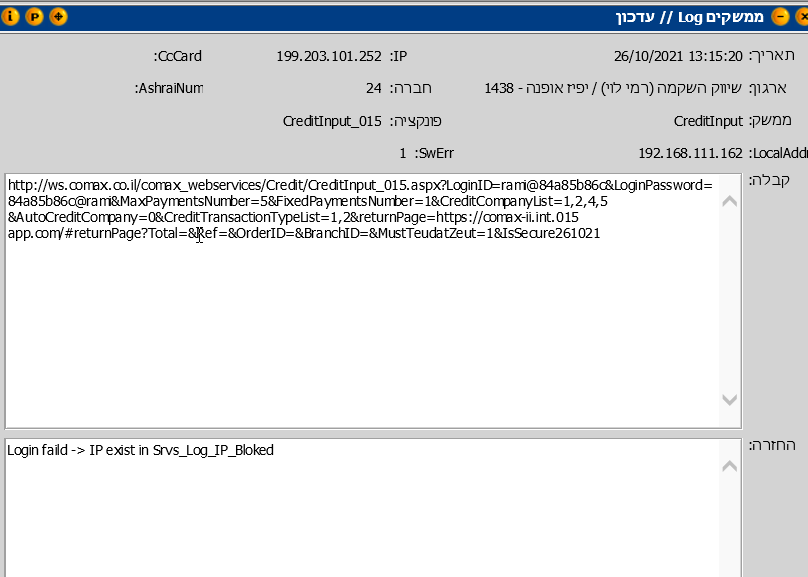 ממשקים Log // עדכון
תאריך: 26/10/2021 13:15:20 IP: 199.203.101.252 CcCard:
ארגון: שיווק השקמה (רמי לוי) / יפיז אופנה - 1438 חברה: 24 AshraiNum:
ממשק: CreditInput פונקציה: CreditInput_015
LocalAddr: 192.168.111.162 SwErr: 1
קבלה:
http://ws.comax.co.il/comax_webservices/Credit/CreditInput_015.aspx?LoginID=rami@84a85b86c&LoginPassword=
84a85b86c@rami&MaxPaymentsNumber=5&FixedPaymentsNumber=1&CreditCompanyList=1,2,4,5
&AutoCreditCompany=0&CreditTransactionTypeList=1,2&returnPage=https://comax-ii.int.015
app.com/#returnPage?Total=&Ref=&OrderID=&BranchID=&MustTeudatZeut=1&IsSecure261021
החזרה:
Login faild -> IP exist in Srvs_Log_IP_Bloked